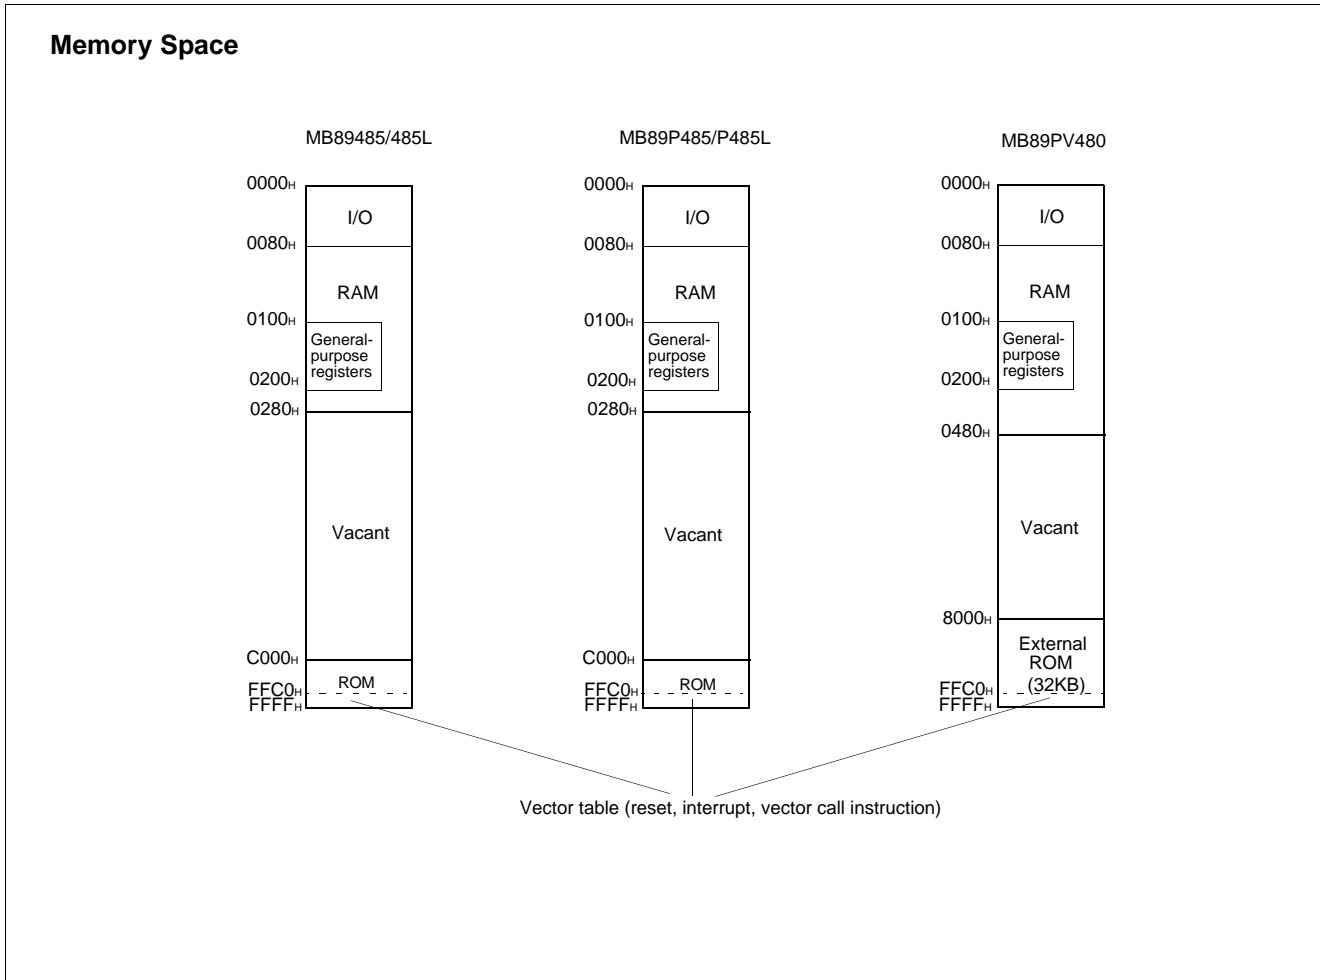 Memory Space
MB89485/485L
0000H
I/O
0080H
RAM
0100H
General-
purpose
registers
0200H
0280H
Vacant
C000H
ROM
FFC0H
FFFFH
MB89P485/P485L
0000H
I/O
0080H
RAM
0100H
General-
purpose
registers
0200H
0280H
Vacant
C000H
ROM
FFC0H
FFFFH
MB89PV480
0000H
I/O
0080H
RAM
0100H
General-
purpose
registers
0200H
0480H
Vacant
8000H
External
ROM
(32KB)
FFC0H
FFFFH
Vector table (reset, interrupt, vector call instruction)